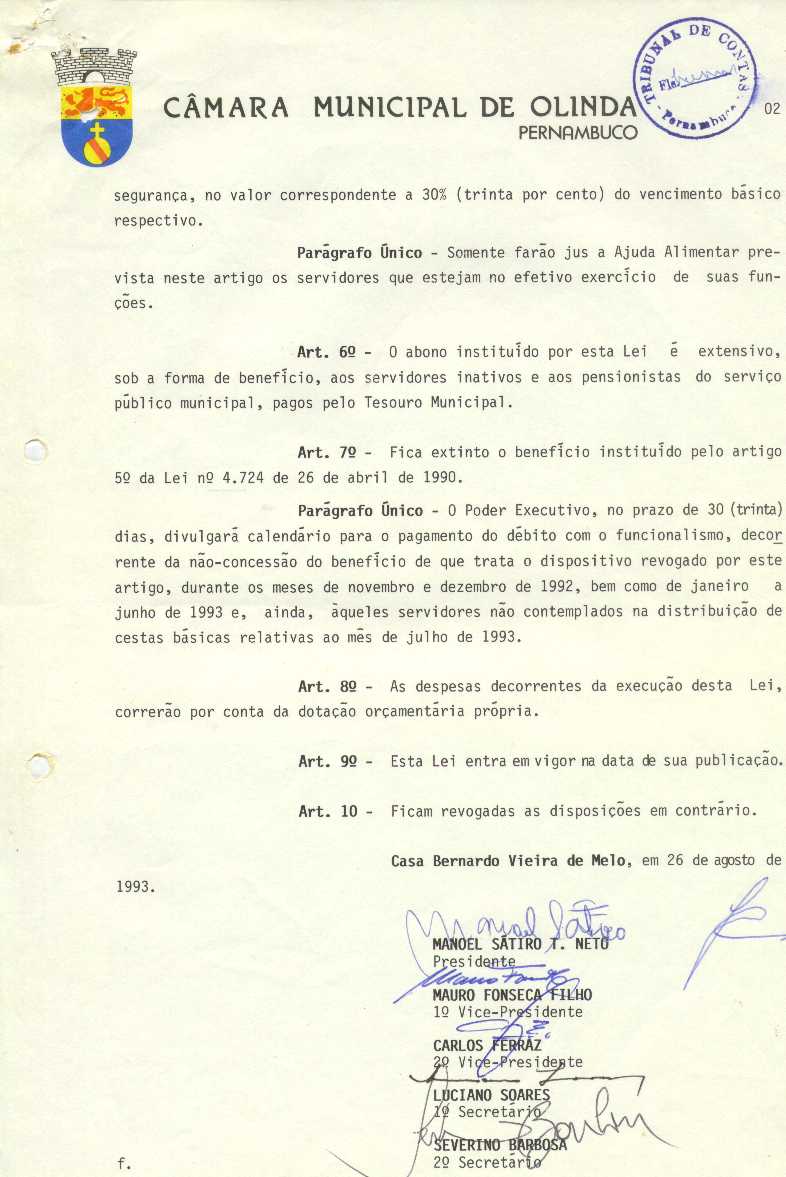 CÂMARA MUNICIPAL DE OLINDA
PERNAMBUCO
TRIBUNAL DE CONTAS
Fls.
- Pernambuco -
02
segurança, no valor correspondente a 30% (trinta por cento) do vencimento básico
respectivo.
Parágrafo Único - Somente farão jus a Ajuda Alimentar pre-
vista neste artigo os servidores que estejam no efetivo exercício de suas fun-
ções.
Art. 6º - O abono instituído por esta Lei é extensivo,
sob a forma de benefício, aos servidores inativos e aos pensionistas do serviço
público municipal, pagos pelo Tesouro Municipal.
Art. 7º - Fica extinto o benefício instituído pelo artigo
5º da Lei nº 4.724 de 26 de abril de 1990.
Parágrafo Único - O Poder Executivo, no prazo de 30 (trinta)
dias, divulgará calendário para o pagamento do débito com o funcionalismo, decor
rente da não-concessão do benefício de que trata o dispositivo revogado por este
artigo, durante os meses de novembro e dezembro de 1992, bem como de janeiro a
junho de 1993 e, ainda, àqueles servidores não contemplados na distribuição de
cestas básicas relativas ao mês de julho de 1993.
Art. 8º - As despesas decorrentes da execução desta Lei,
correrão por conta da dotação orçamentária própria.
Art. 9º - Esta Lei entra em vigor na data de sua publicação.
Art. 10 - Ficam revogadas as disposições em contrário.
Casa Bernardo Vieira de Melo, em 26 de agosto de
1993.
Manoel Sátiro
MANOEL SÁTIRO T. NETO
Presidente
MAURO FONSECA FILHO
1º Vice-Presidente
CARLOS FERRAZ
2º Vice-Presidente
LUCIANO SOARES
1º Secretário
SEVERINO BARBOSA
2º Secretário
f.